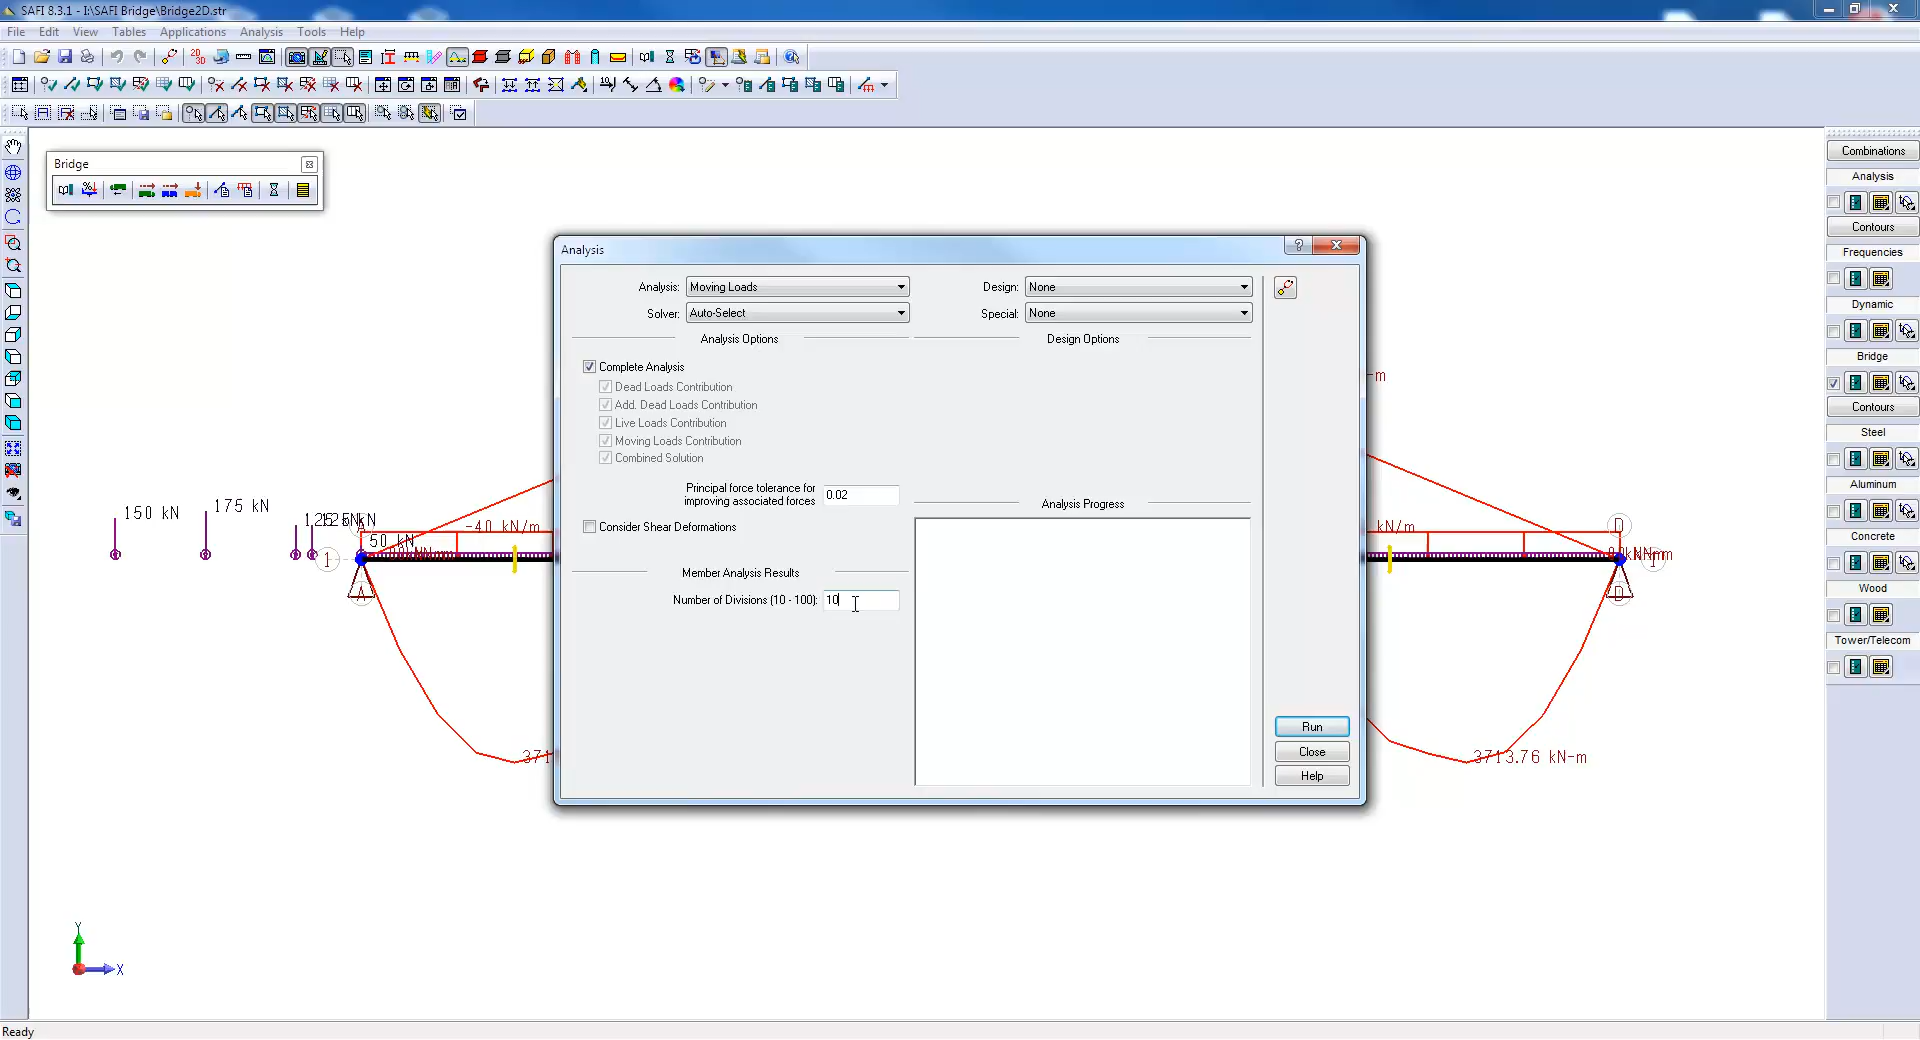 SAFI 8.3.1 - I:\SAFI Bridge\Bridge2D.str
File Edit View Tables Applications Analysis Tools Help
Bridge
Analysis
Analysis: Moving Loads
Design: None
Solver: Auto-Select
Special: None
Analysis Options
Design Options
Complete Analysis
Dead Loads Contribution
Add. Dead Loads Contribution
Live Loads Contribution
Moving Loads Contribution
Combined Solution
Principal force tolerance for
improving associated forces
0.02
Analysis Progress
Consider Shear Deformations
Member Analysis Results
Number of Divisions (10 - 100): 10
Run
Close
Help
150 kN
175 kN
50 kN
-40 kN/m
kN/m
-m
1
A
A
D
D
1
371
3713.76 kN-m
Y
X
Combinations
Analysis
Contours
Frequencies
Dynamic
Bridge
Contours
Steel
Aluminum
Concrete
Wood
Tower/Telecom
Ready